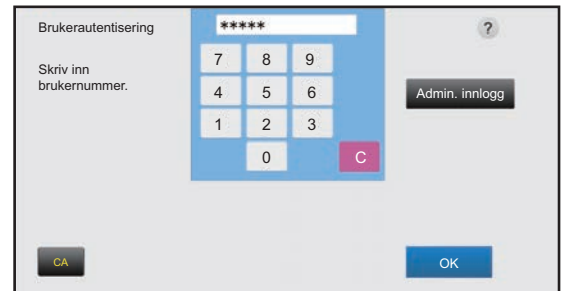 Brukerautentisering
*****
?
Skriv inn
brukernummer.
7 8 9
4 5 6
1 2 3
0 C
Admin. innlogg
CA
OK